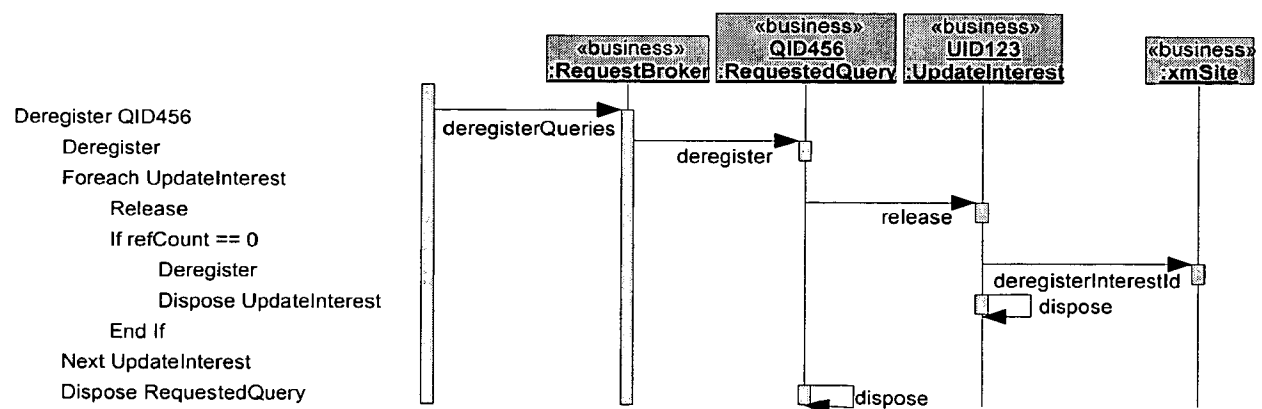 «business»
:RequestBroker
«business»
QID456
:RequestedQuery
«business»
UID123
:UpdateInterest
«business»
:xmSite
Deregister QID456
Deregister
Foreach UpdateInterest
Release
If refCount == 0
Deregister
Dispose UpdateInterest
End If
Next UpdateInterest
Dispose RequestedQuery
deregisterQueries
deregister
release
deregisterInterestId
dispose
dispose